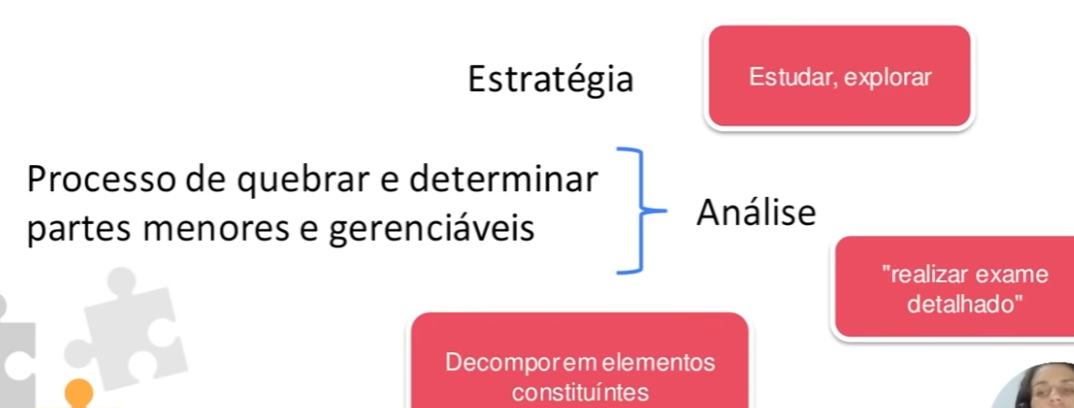 Estratégia
Estudar, explorar
Processo de quebrar e determinar
partes menores e gerenciáveis
Análise
"realizar exame
detalhado"
Decompor em elementos
constituíntes